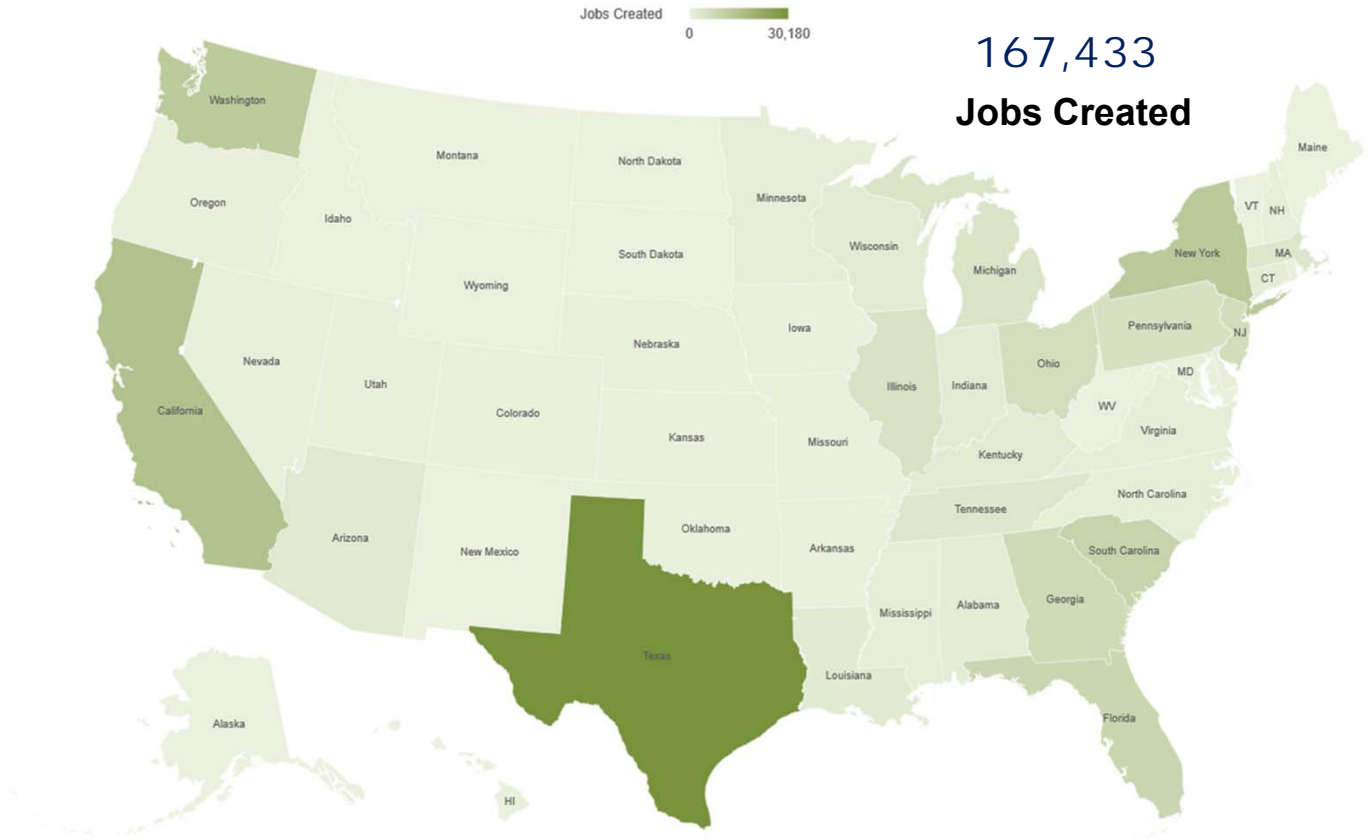 Jobs Created
0 30,180
167,433
Jobs Created
Washington
Montana
North Dakota
Minnesota
Maine
Oregon
Idaho
Wisconsin
VT
NH
South Dakota
Michigan
New York
MA
Wyoming
CT
Iowa
Pennsylvania
NJ
Nebraska
Nevada
Ohio
MD
Utah
Illinois
Indiana
California
Colorado
WV
Kansas
Missouri
Virginia
Kentucky
North Carolina
Tennessee
Arizona
New Mexico
Oklahoma
Arkansas
South Carolina
Mississippi
Alabama
Georgia
Texas
Louisiana
Alaska
Florida
HI